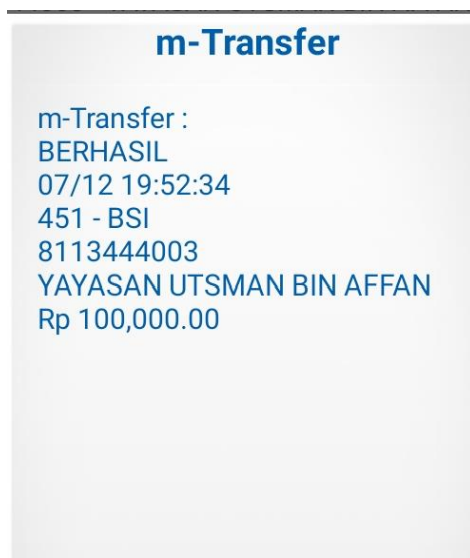 m-Transfer
m-Transfer :
BERHASIL
07/12 19:52:34
451 - BSI
8113444003
YAYASAN UTSMAN BIN AFFAN
Rp 100,000.00